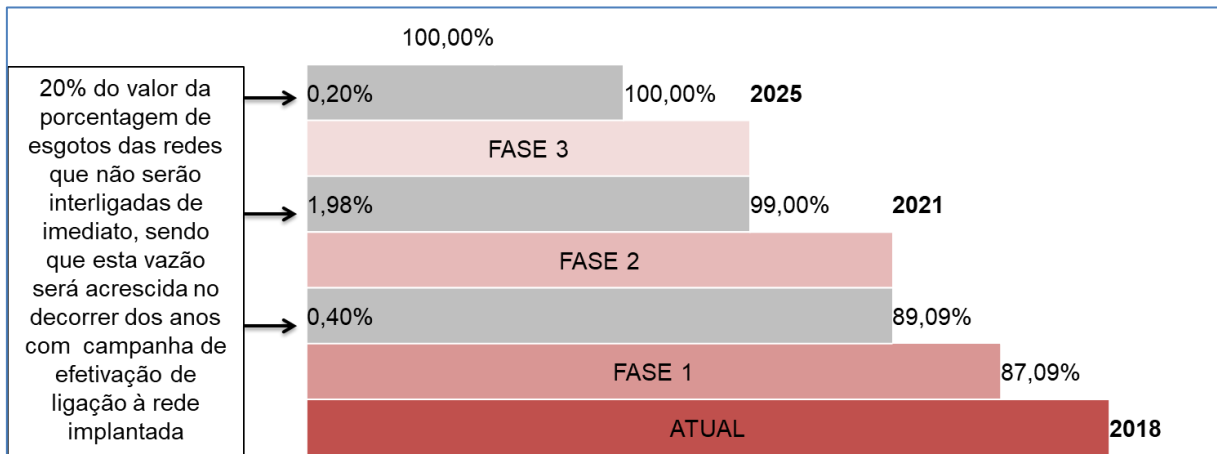 100,00%
20% do valor da
porcentagem de
esgotos das redes
que não serão
interligadas de
imediato, sendo
que esta vazão
será acrescida no
decorrer dos anos
com campanha de
efetivação de
ligação à rede
implantada
0,20% 100,00% 2025
FASE 3
1,98% 99,00% 2021
FASE 2
0,40% 89,09%
FASE 1 87,09%
ATUAL 2018